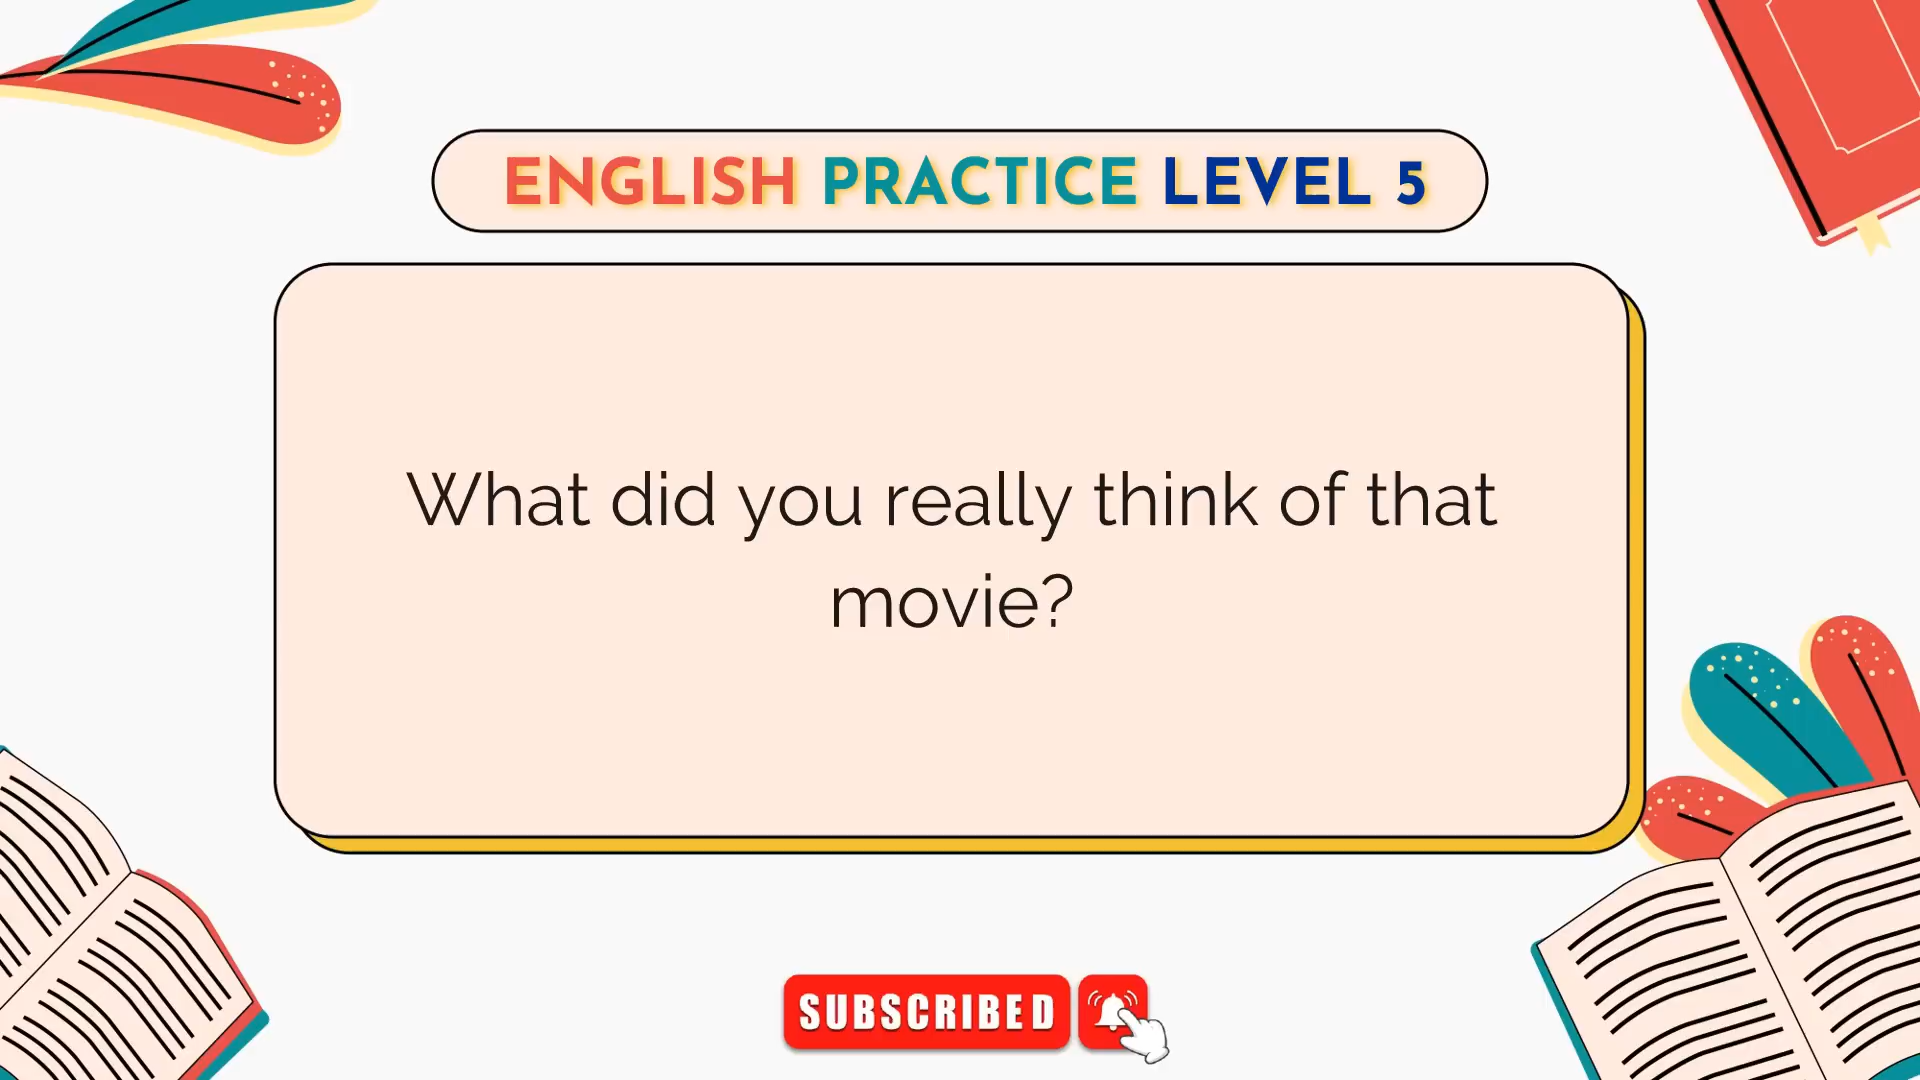 ENGLISH PRACTICE LEVEL 5
What did you really think of that
movie?
SUBSCRIBED